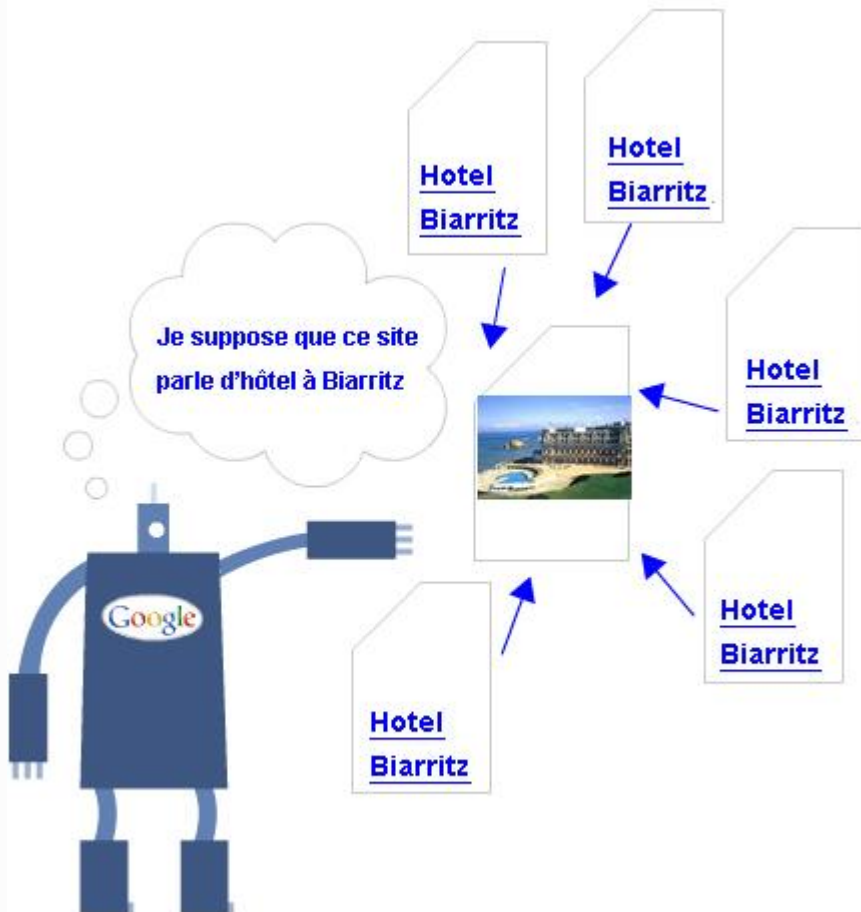 Hotel
Biarritz
Hotel
Biarritz
Je suppose que ce site
parle d'hôtel à Biarritz
Hotel
Biarritz
Google
Hotel
Biarritz
Hotel
Biarritz